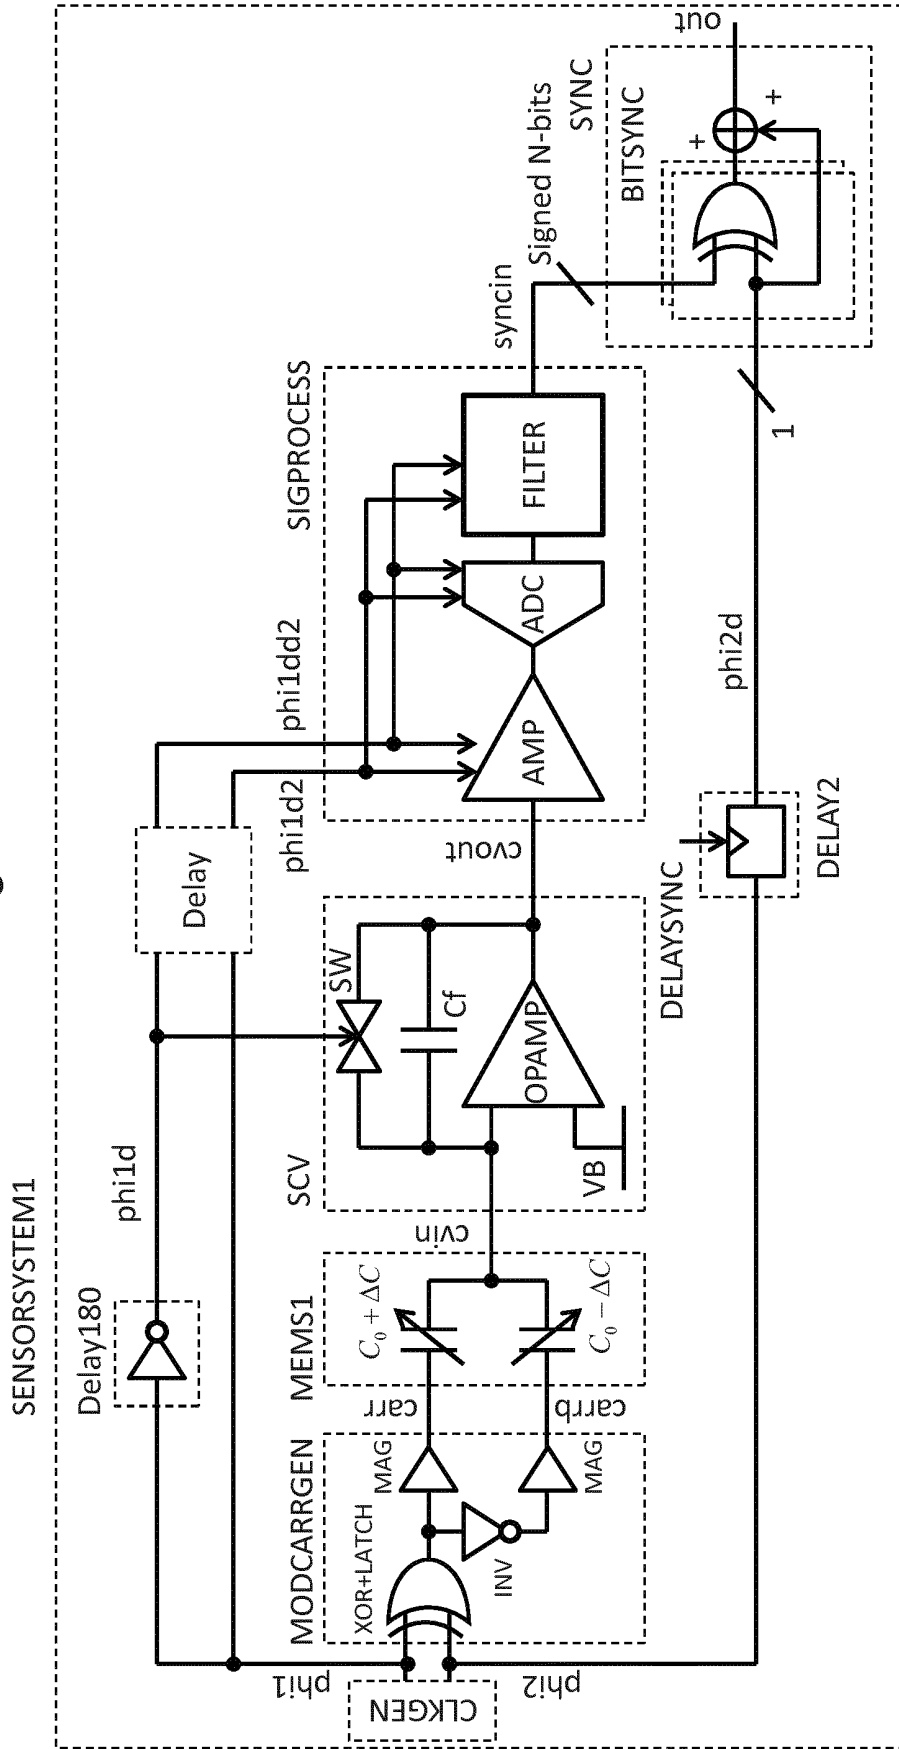 SENSORSYSTEM1
Delay180
phi1d
Delay
phi1d2
phi1dd2
SIGPROCESS
MODCARRGEN
XOR+LATCH
MAG
INV
MAG
CLKGEN
phi1
phi2
carr
carrb
MEMS1
C₀ + ΔC
C₀ − ΔC
cvin
SCV
SW
Cf
OPAMP
VB
cvout
AMP
ADC
FILTER
syncin
Signed N-bits
SYNC
BITSYNC
+
+
out
DELAYSYNC
DELAY2
phi2d
1